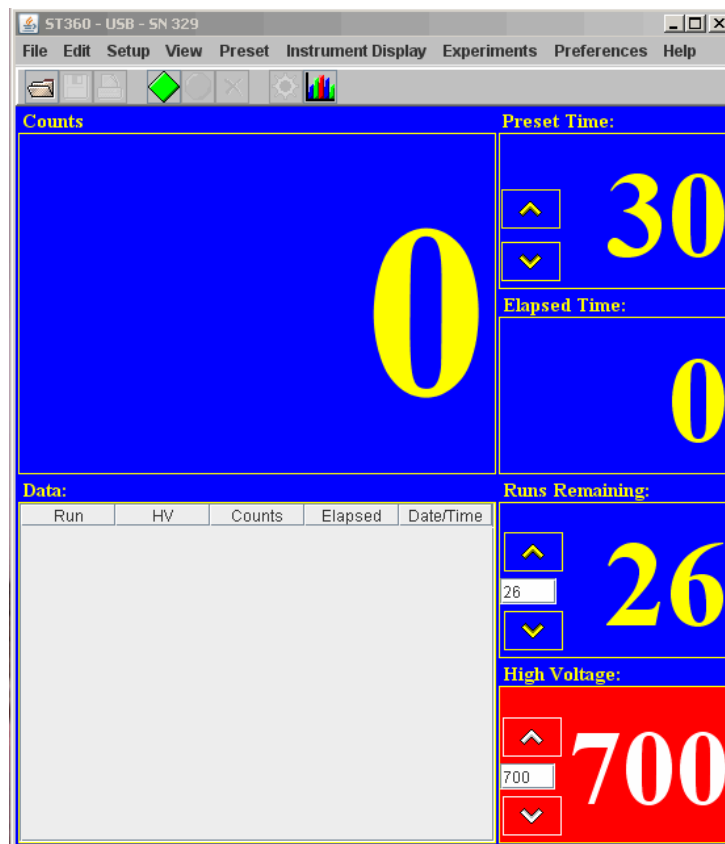 ST360 - USB - SN 329
File Edit Setup View Preset Instrument Display Experiments Preferences Help
Counts
0
Preset Time:
30
Elapsed Time:
0
Data:
Run HV Counts Elapsed Date/Time
Runs Remaining:
26
26
High Voltage:
700
700